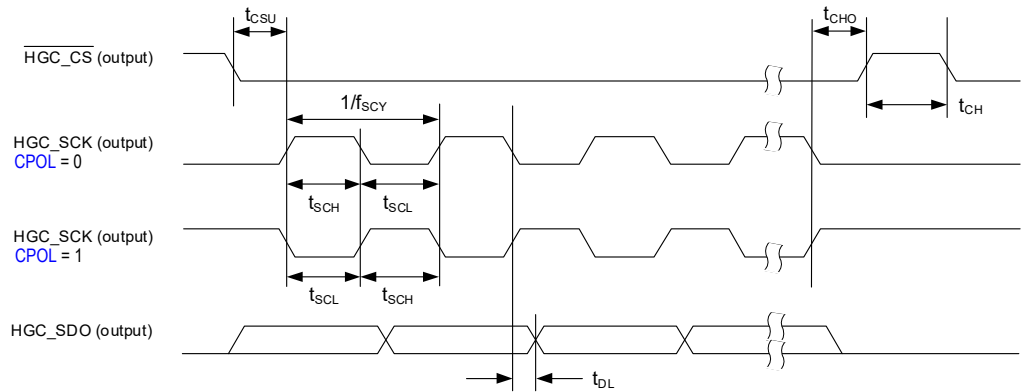 tCSU
tCHO
HGC_CS (output)
1/fSCY
tCH
HGC_SCK (output)
CPOL = 0
tSCH
tSCL
HGC_SCK (output)
CPOL = 1
tSCL
tSCH
HGC_SDO (output)
tDL